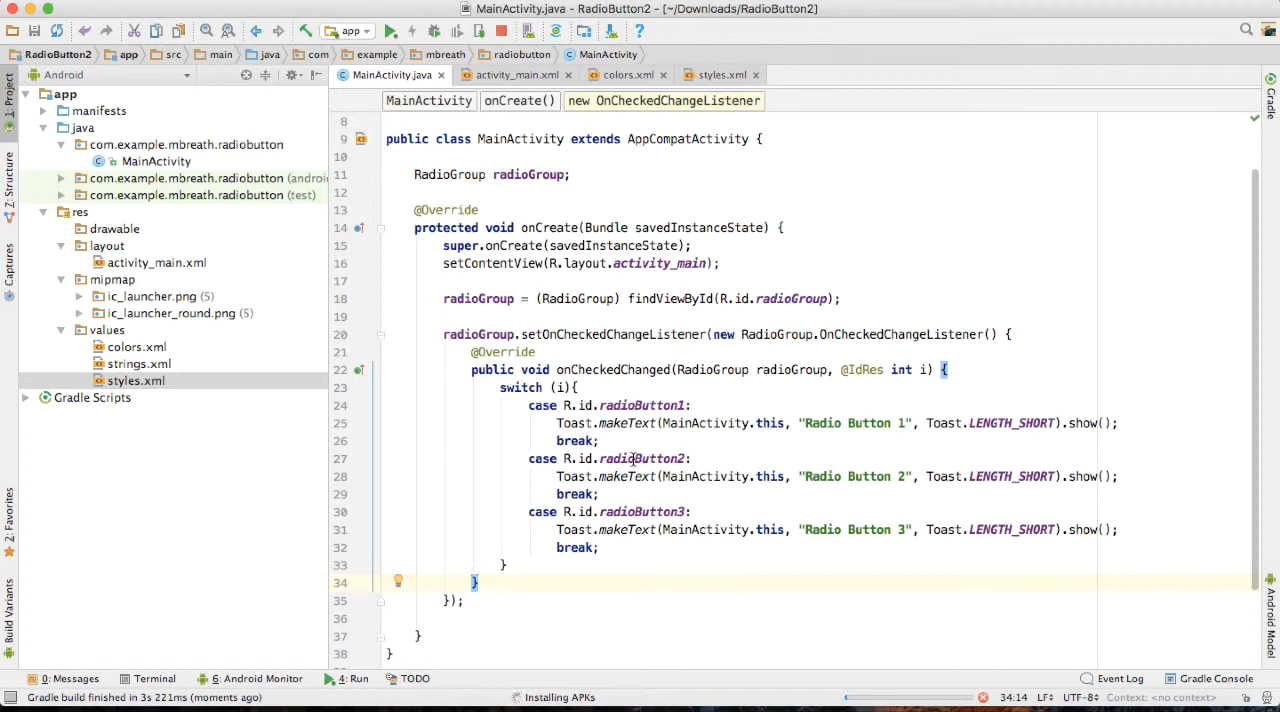 MainActivity.java - RadioButton2 - [~/Downloads/RadioButton2]
app
RadioButton2 app src main java com example mbreath radiobutton MainActivity
Android
MainActivity.java activity_main.xml colors.xml styles.xml
MainActivity onCreate() new OnCheckedChangeListener
1: Project
Z: Structure
Captures
2: Favorites
Build Variants
app
manifests
java
com.example.mbreath.radiobutton
MainActivity
com.example.mbreath.radiobutton (androi
com.example.mbreath.radiobutton (test)
res
drawable
layout
activity_main.xml
mipmap
ic_launcher.png (5)
ic_launcher_round.png (5)
values
colors.xml
strings.xml
styles.xml
Gradle Scripts
8
9 public class MainActivity extends AppCompatActivity {
10
11 RadioGroup radioGroup;
12
13 @Override
14 protected void onCreate(Bundle savedInstanceState) {
15 super.onCreate(savedInstanceState);
16 setContentView(R.layout.activity_main);
17
18 radioGroup = (RadioGroup) findViewById(R.id.radioGroup);
19
20 radioGroup.setOnCheckedChangeListener(new RadioGroup.OnCheckedChangeListener() {
21 @Override
22 public void onCheckedChanged(RadioGroup radioGroup, @IdRes int i) {
23 switch (i){
24 case R.id.radioButton1:
25 Toast.makeText(MainActivity.this, "Radio Button 1", Toast.LENGTH_SHORT).show();
26 break;
27 case R.id.radioButton2:
28 Toast.makeText(MainActivity.this, "Radio Button 2", Toast.LENGTH_SHORT).show();
29 break;
30 case R.id.radioButton3:
31 Toast.makeText(MainActivity.this, "Radio Button 3", Toast.LENGTH_SHORT).show();
32 break;
33 }
34 }
35 });
36
37 }
38 }
Gradle
Android Model
0: Messages Terminal 6: Android Monitor 4: Run TODO Event Log Gradle Console
Gradle build finished in 3s 221ms (moments ago) Installing APKs 34:14 LF÷ UTF-8÷ Context: <no context>